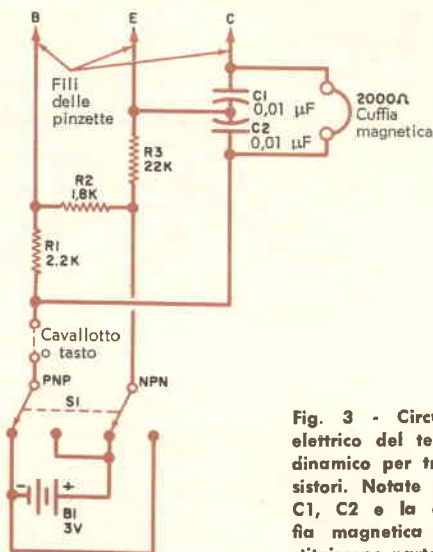 B
E
C
Fili
delle
pinzette
C1
0,01 µF
C2
0,01 µF
2000Ω
Cuffia
magnetica
R3
22K
R2
1,8K
R1
2.2K
Cavallotto
o tasto
PNP
NPN
S1
- +
B1
3V
Fig. 3 - Circu
elettrico del te
dinamico per tr
sistori. Notate
C1, C2 e la
fia magnetica